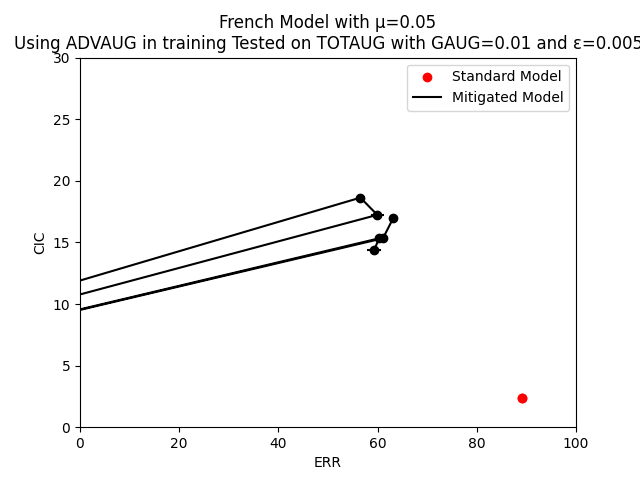 French Model with μ=0.05
Using ADVAUG in training Tested on TOTAUG with GAUG=0.01 and ε=0.005
30
25
20
15
10
5
0
CIC
Standard Model
Mitigated Model
0 20 40 60 80 100
ERR